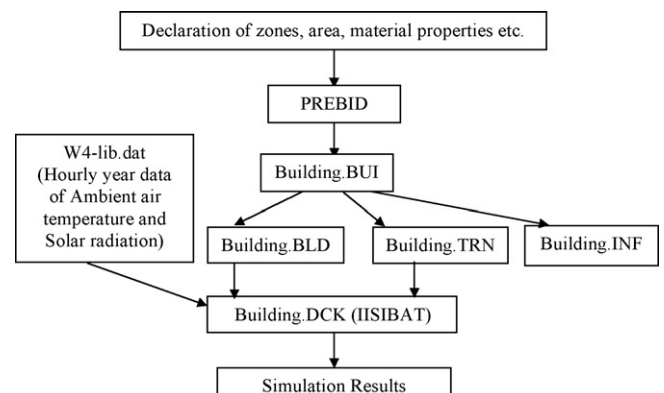 Declaration of zones, area, material properties etc.
PREBID
W4-lib.dat
(Hourly year data
of Ambient air
temperature and
Solar radiation)
Building.BUI
Building.BLD
Building.TRN
Building.INF
Building.DCK (IISIBAT)
Simulation Results